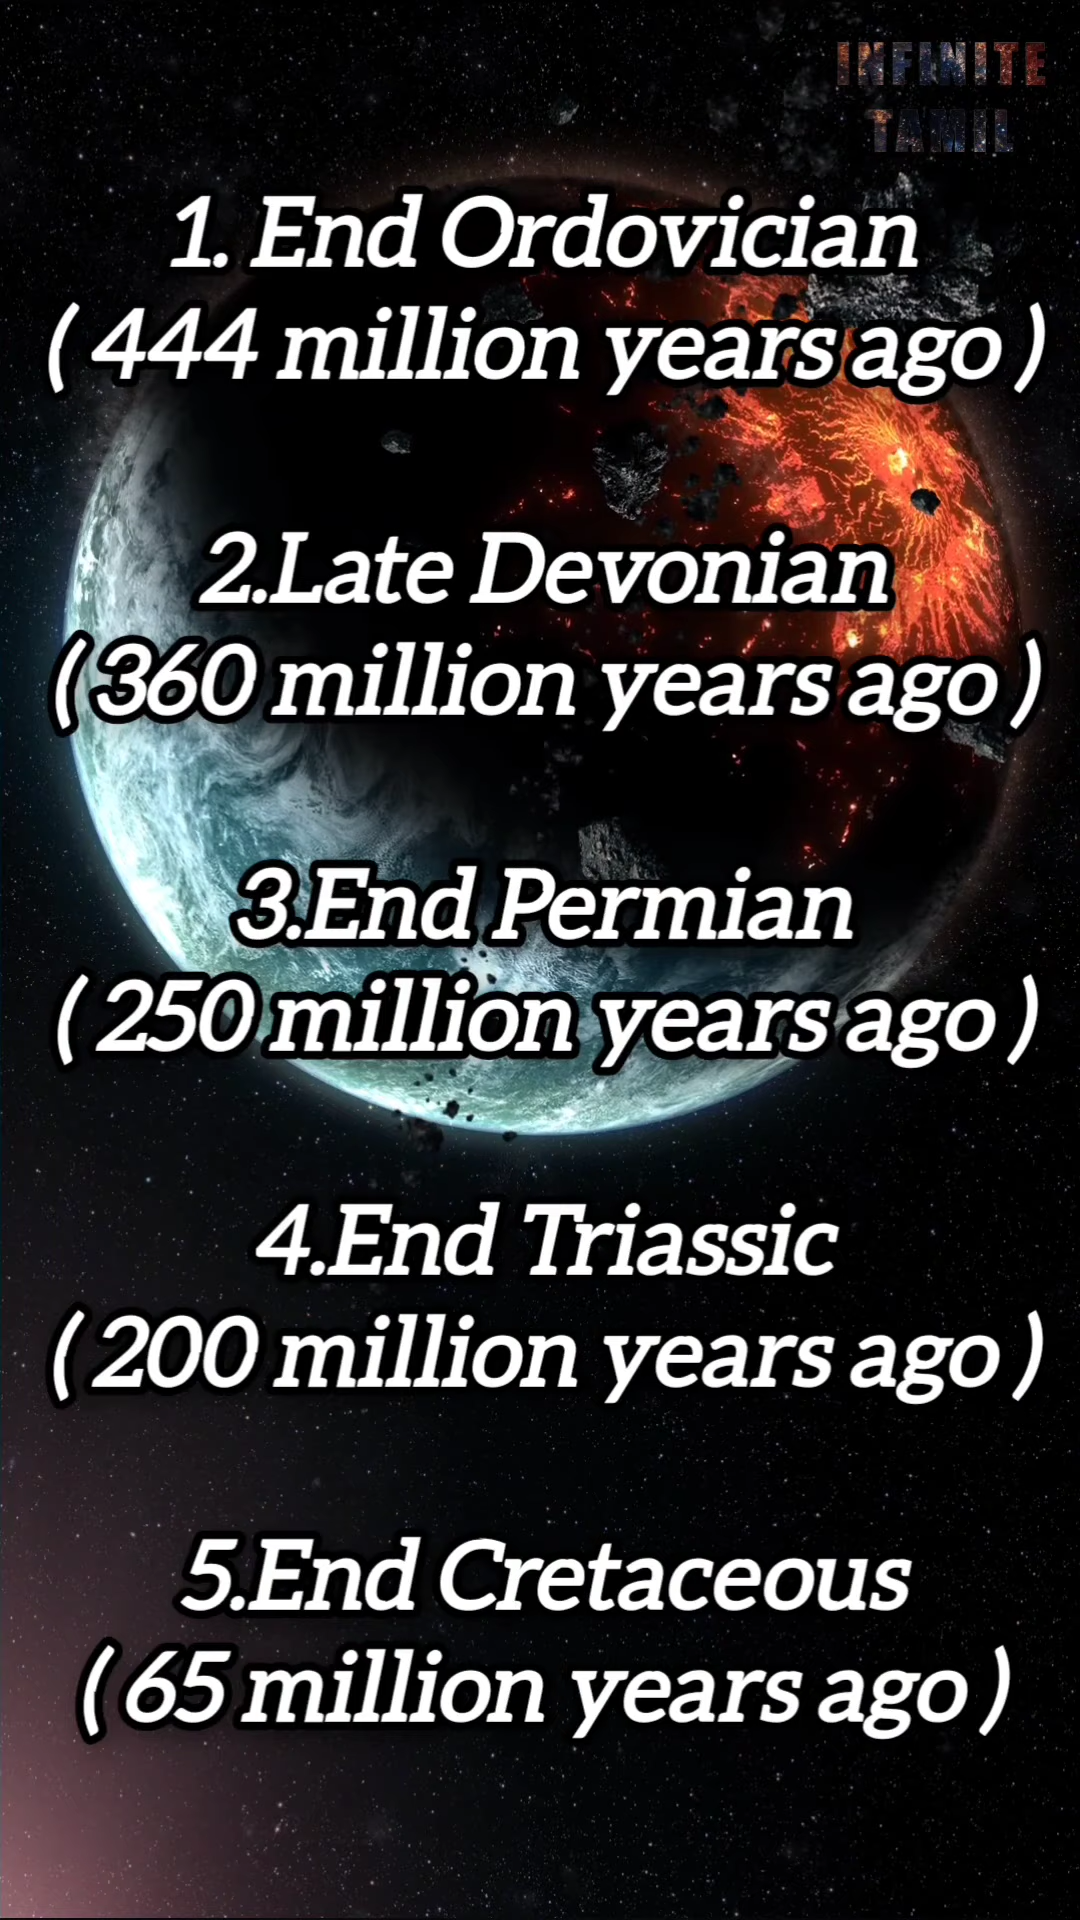 INFINITE
TAMIL
1. End Ordovician
( 444 million years ago )
2.Late Devonian
( 360 million years ago )
3.End Permian
( 250 million years ago )
4.End Triassic
( 200 million years ago )
5.End Cretaceous
( 65 million years ago )